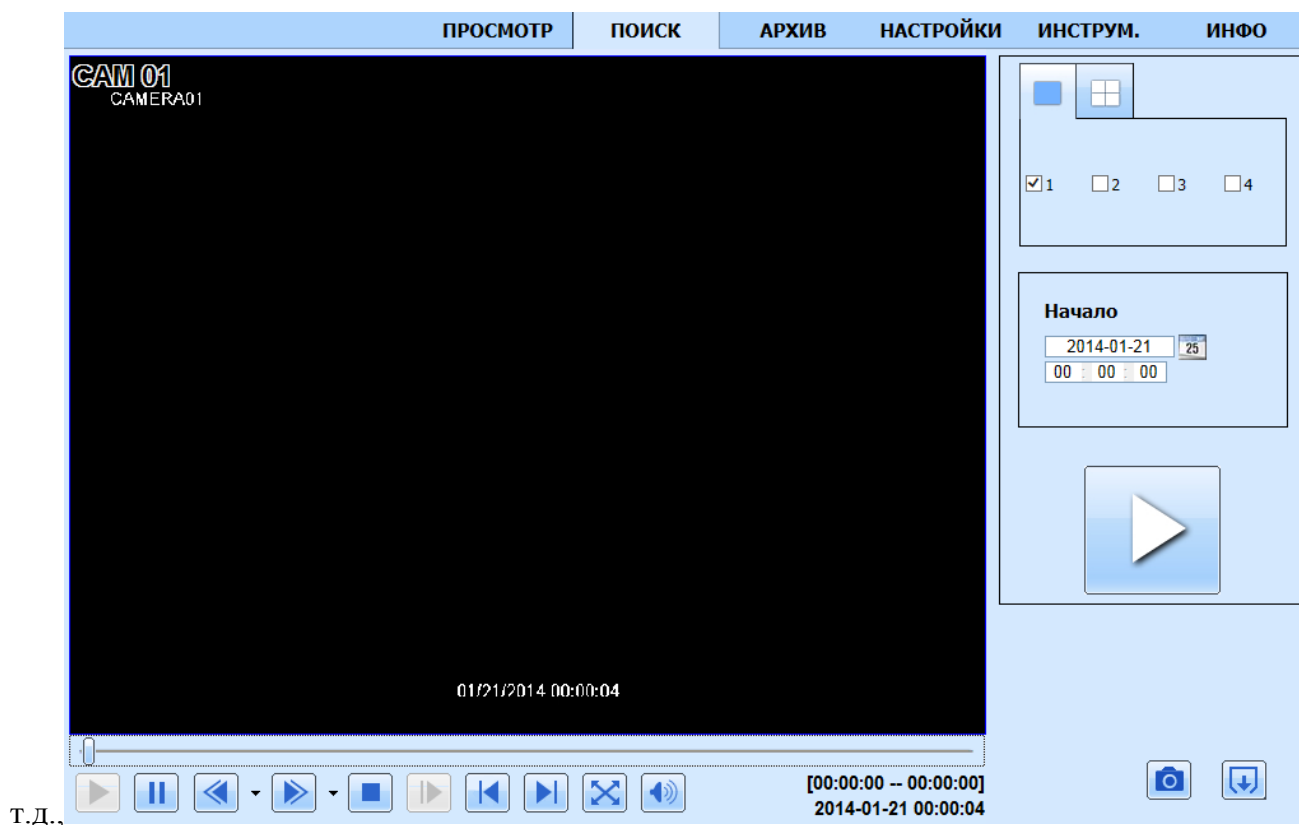 ПРОСМОТР ПОИСК АРХИВ НАСТРОЙКИ ИНСТРУМ. ИНФО
CAM 01
CAMERA01
1 2 3 4
Начало
2014-01-21 25
00 : 00 : 00
01/21/2014 00:00:04
[00:00:00 -- 00:00:00]
2014-01-21 00:00:04
т.д.,